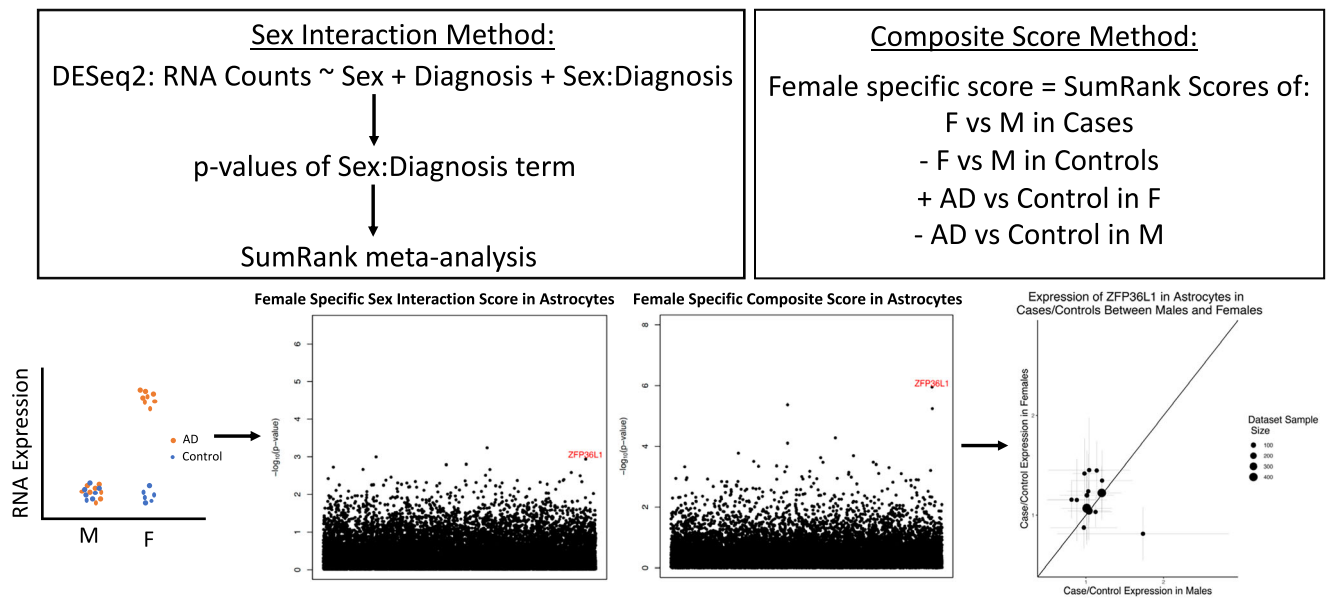 Sex Interaction Method:
DESeq2: RNA Counts ~ Sex + Diagnosis + Sex:Diagnosis
p-values of Sex:Diagnosis term
SumRank meta-analysis
Composite Score Method:
Female specific score = SumRank Scores of:
F vs M in Cases
- F vs M in Controls
+ AD vs Control in F
- AD vs Control in M
RNA Expression
AD
Control
M
F
Female Specific Sex Interaction Score in Astrocytes
−log₁₀(p−value)
6
5
4
3
2
1
0
ZFP36L1
Female Specific Composite Score in Astrocytes
−log₁₀(p−value)
8
6
4
2
0
ZFP36L1
Expression of ZFP36L1 in Astrocytes in
Cases/Controls Between Males and Females
Case/Control Expression in Females
2
1
1
2
Case/Control Expression in Males
Dataset Sample
Size
100
200
300
400